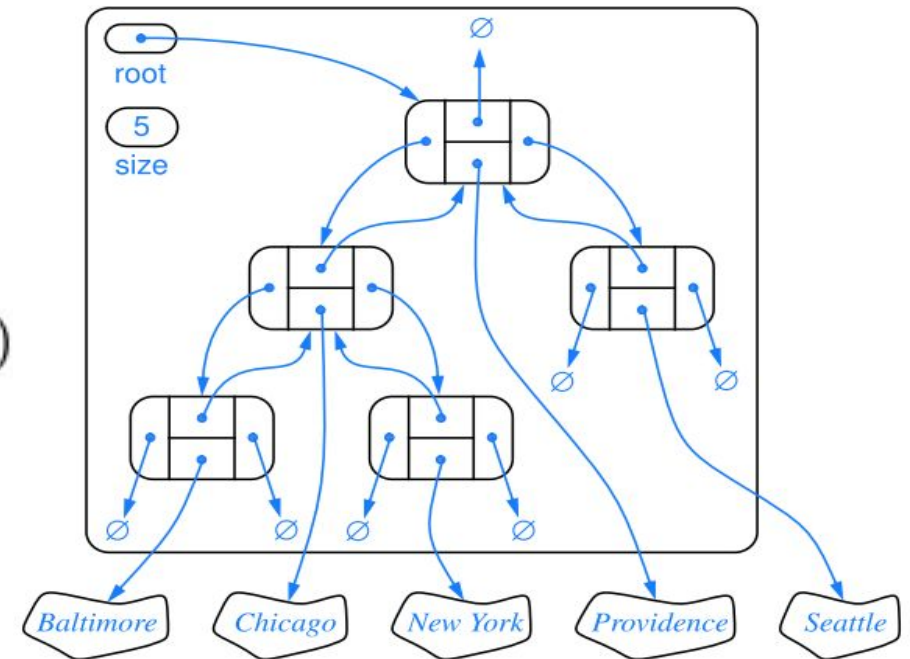 ∅
root
5
size
∅ ∅
∅ ∅ ∅ ∅
Baltimore Chicago New York Providence Seattle